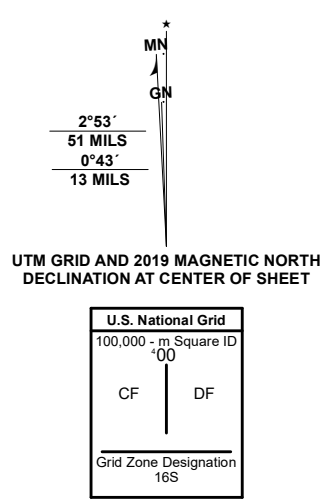 ★
MN
GN
2°53´
51 MILS
0°43´
13 MILS
UTM GRID AND 2019 MAGNETIC NORTH
DECLINATION AT CENTER OF SHEET
U.S. National Grid
100,000 - m Square ID
⁴00
CF DF
Grid Zone Designation
16S